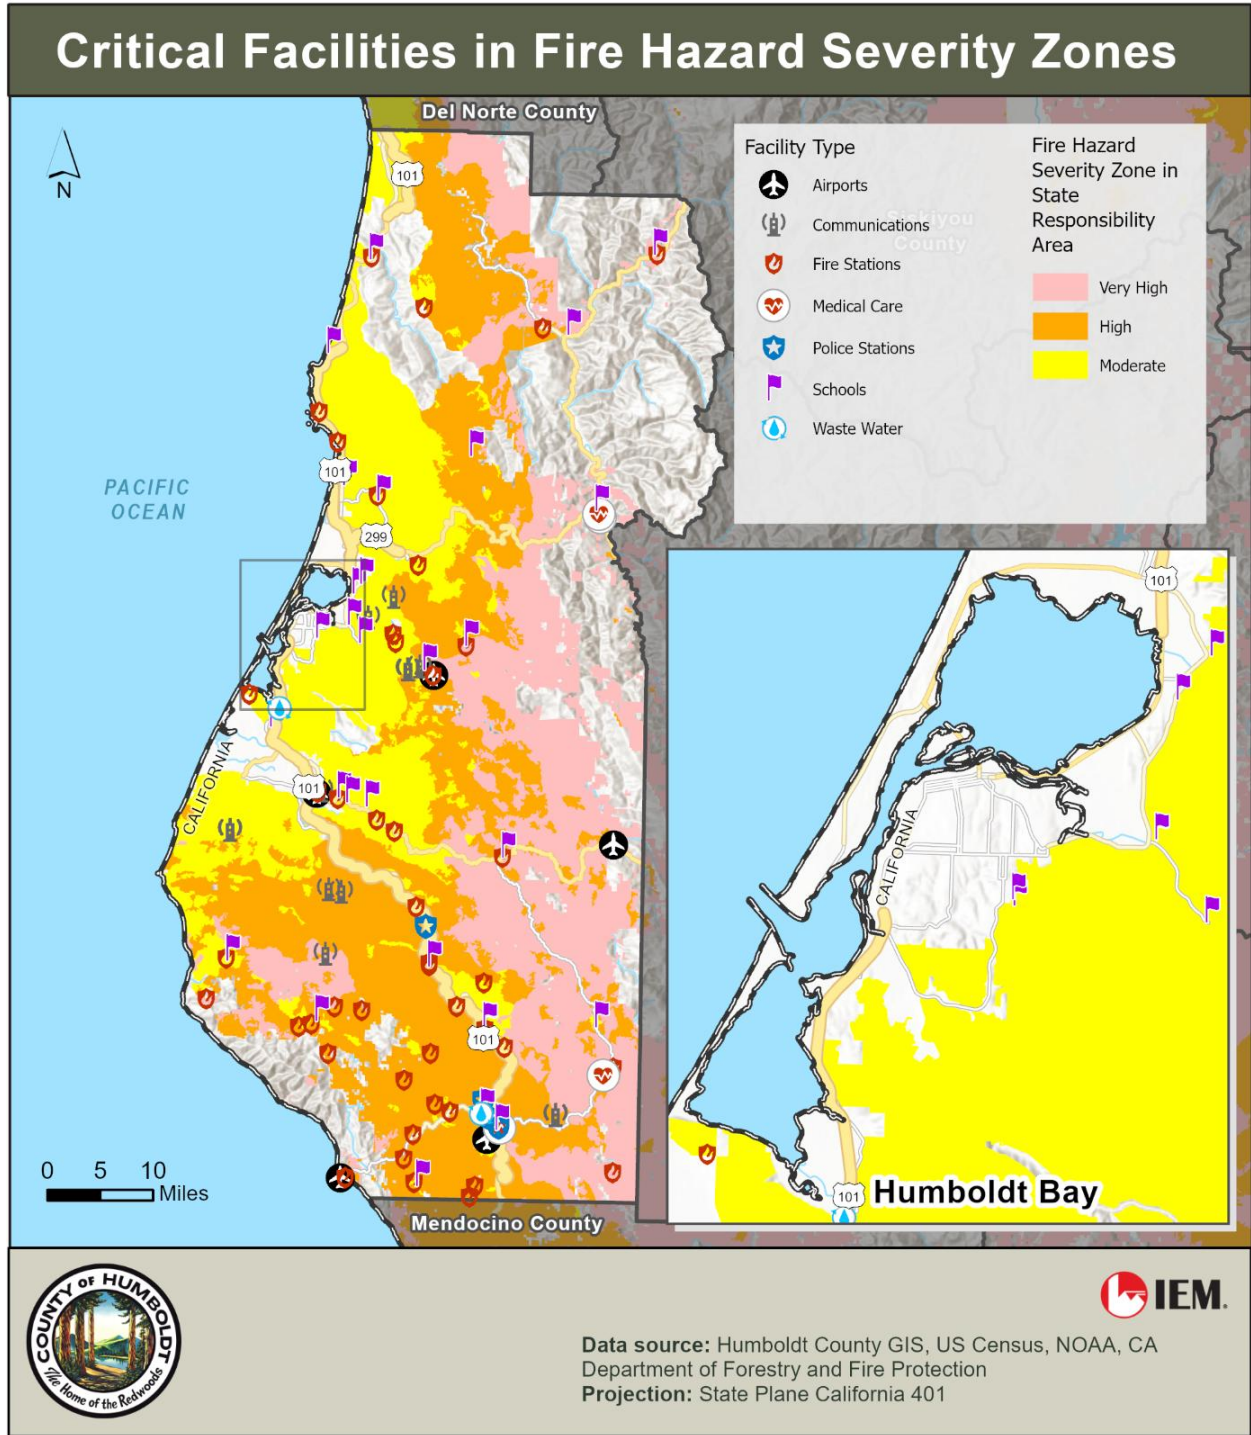 Critical Facilities in Fire Hazard Severity Zones
Del Norte County
N
101
Facility Type
Airports
Communications
Fire Stations
Medical Care
Police Stations
Schools
Waste Water
Fire Hazard
Severity Zone in
State
Responsibility
Area
Very High
High
Moderate
Siskiyou
County
PACIFIC
OCEAN
101
299
CALIFORNIA
101
101
0 5 10
Miles
Mendocino County
101
CALIFORNIA
101
Humboldt Bay
COUNTY OF HUMBOLDT
The Home of the Redwoods
IEM.
Data source: Humboldt County GIS, US Census, NOAA, CA
Department of Forestry and Fire Protection
Projection: State Plane California 401